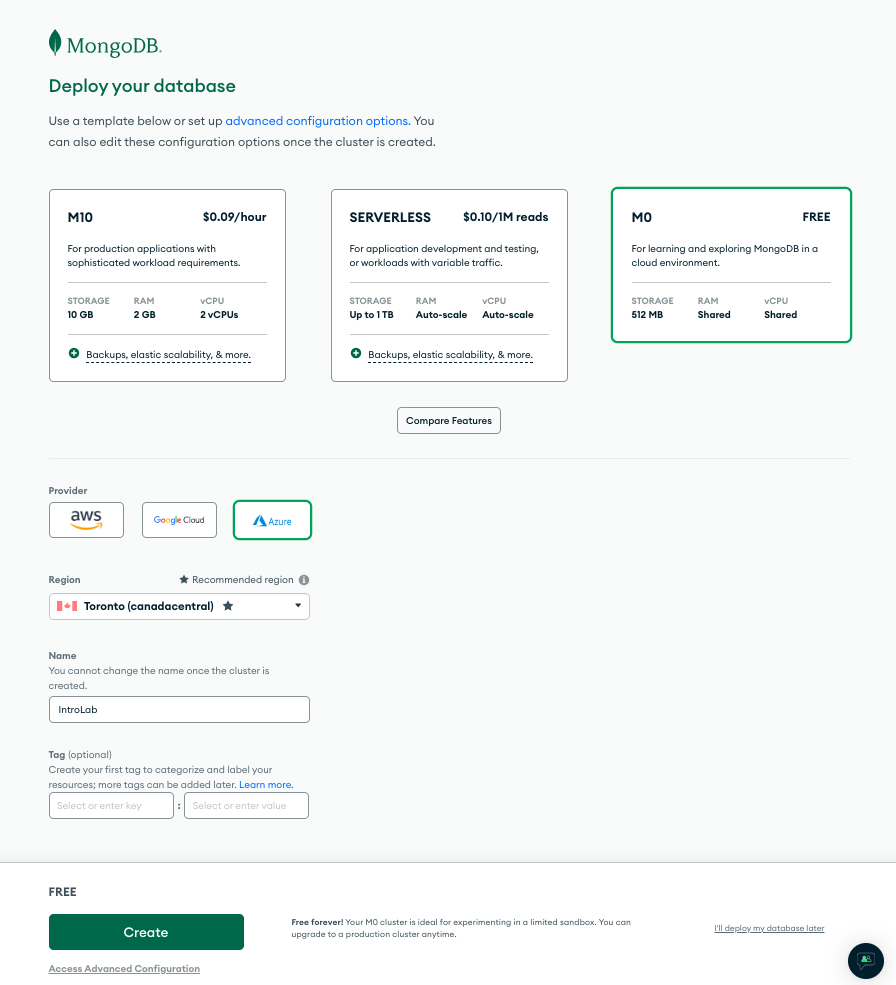 MongoDB.
Deploy your database
Use a template below or set up advanced configuration options. You
can also edit these configuration options once the cluster is created.
M10 $0.09/hour
For production applications with
sophisticated workload requirements.
STORAGE RAM vCPU
10 GB 2 GB 2 vCPUs
Backups, elastic scalability, & more.
SERVERLESS $0.10/1M reads
For application development and testing,
or workloads with variable traffic.
STORAGE RAM vCPU
Up to 1 TB Auto-scale Auto-scale
Backups, elastic scalability, & more.
M0 FREE
For learning and exploring MongoDB in a
cloud environment.
STORAGE RAM vCPU
512 MB Shared Shared
Compare Features
Provider
aws Google Cloud Azure
Region ★ Recommended region
Toronto (canadacentral) ★
Name
You cannot change the name once the cluster is
created.
IntroLab
Tag (optional)
Create your first tag to categorize and label your
resources; more tags can be added later. Learn more.
Select or enter key : Select or enter value
FREE
Create
Access Advanced Configuration
Free forever! Your M0 cluster is ideal for experimenting in a limited sandbox. You can
upgrade to a production cluster anytime.
I'll deploy my database later